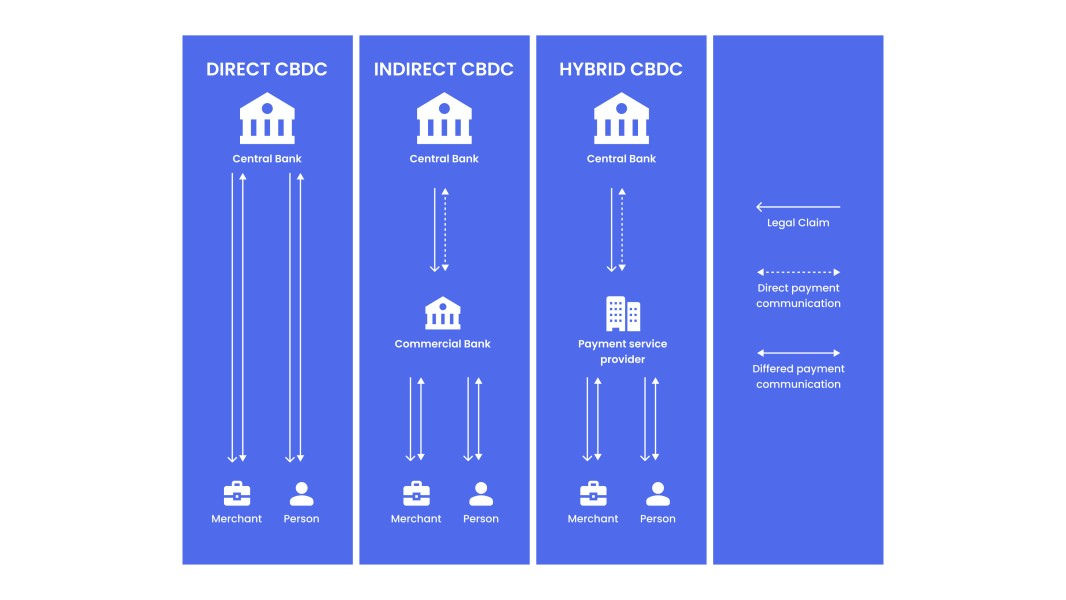 DIRECT CBDC
Central Bank
Merchant
Person
INDIRECT CBDC
Central Bank
Commercial Bank
Merchant
Person
HYBRID CBDC
Central Bank
Payment service
provider
Merchant
Person
Legal Claim
Direct payment
communication
Differed payment
communication